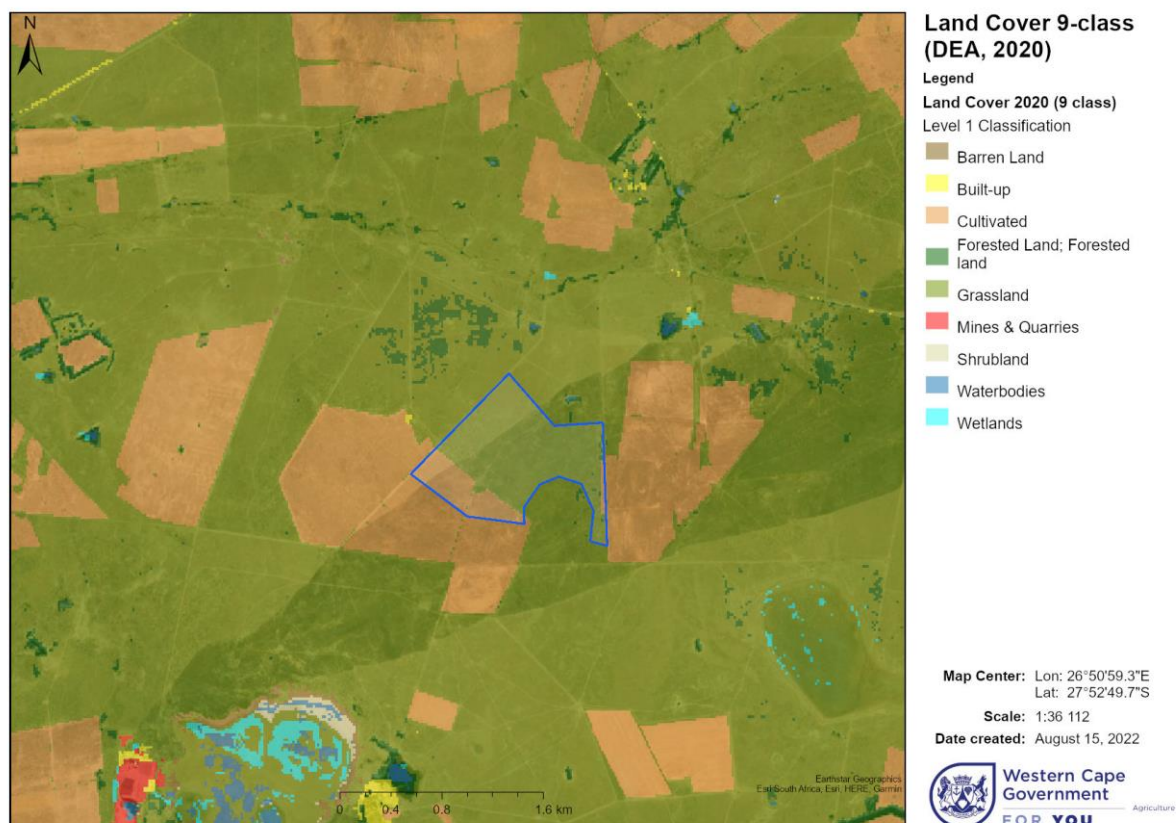 N
Land Cover 9-class
(DEA, 2020)
Legend
Land Cover 2020 (9 class)
Level 1 Classification
Barren Land
Built-up
Cultivated
Forested Land; Forested
land
Grassland
Mines & Quarries
Shrubland
Waterbodies
Wetlands
Map Center: Lon: 26°50'59.3"E
Lat: 27°52'49.7"S
Scale: 1:36 112
Date created: August 15, 2022
Earthstar Geographics
Esri South Africa, Esri, HERE, Garmin
0 0.4 0.8 1.6 km
Western Cape
Government
Agriculture
FOR YOU